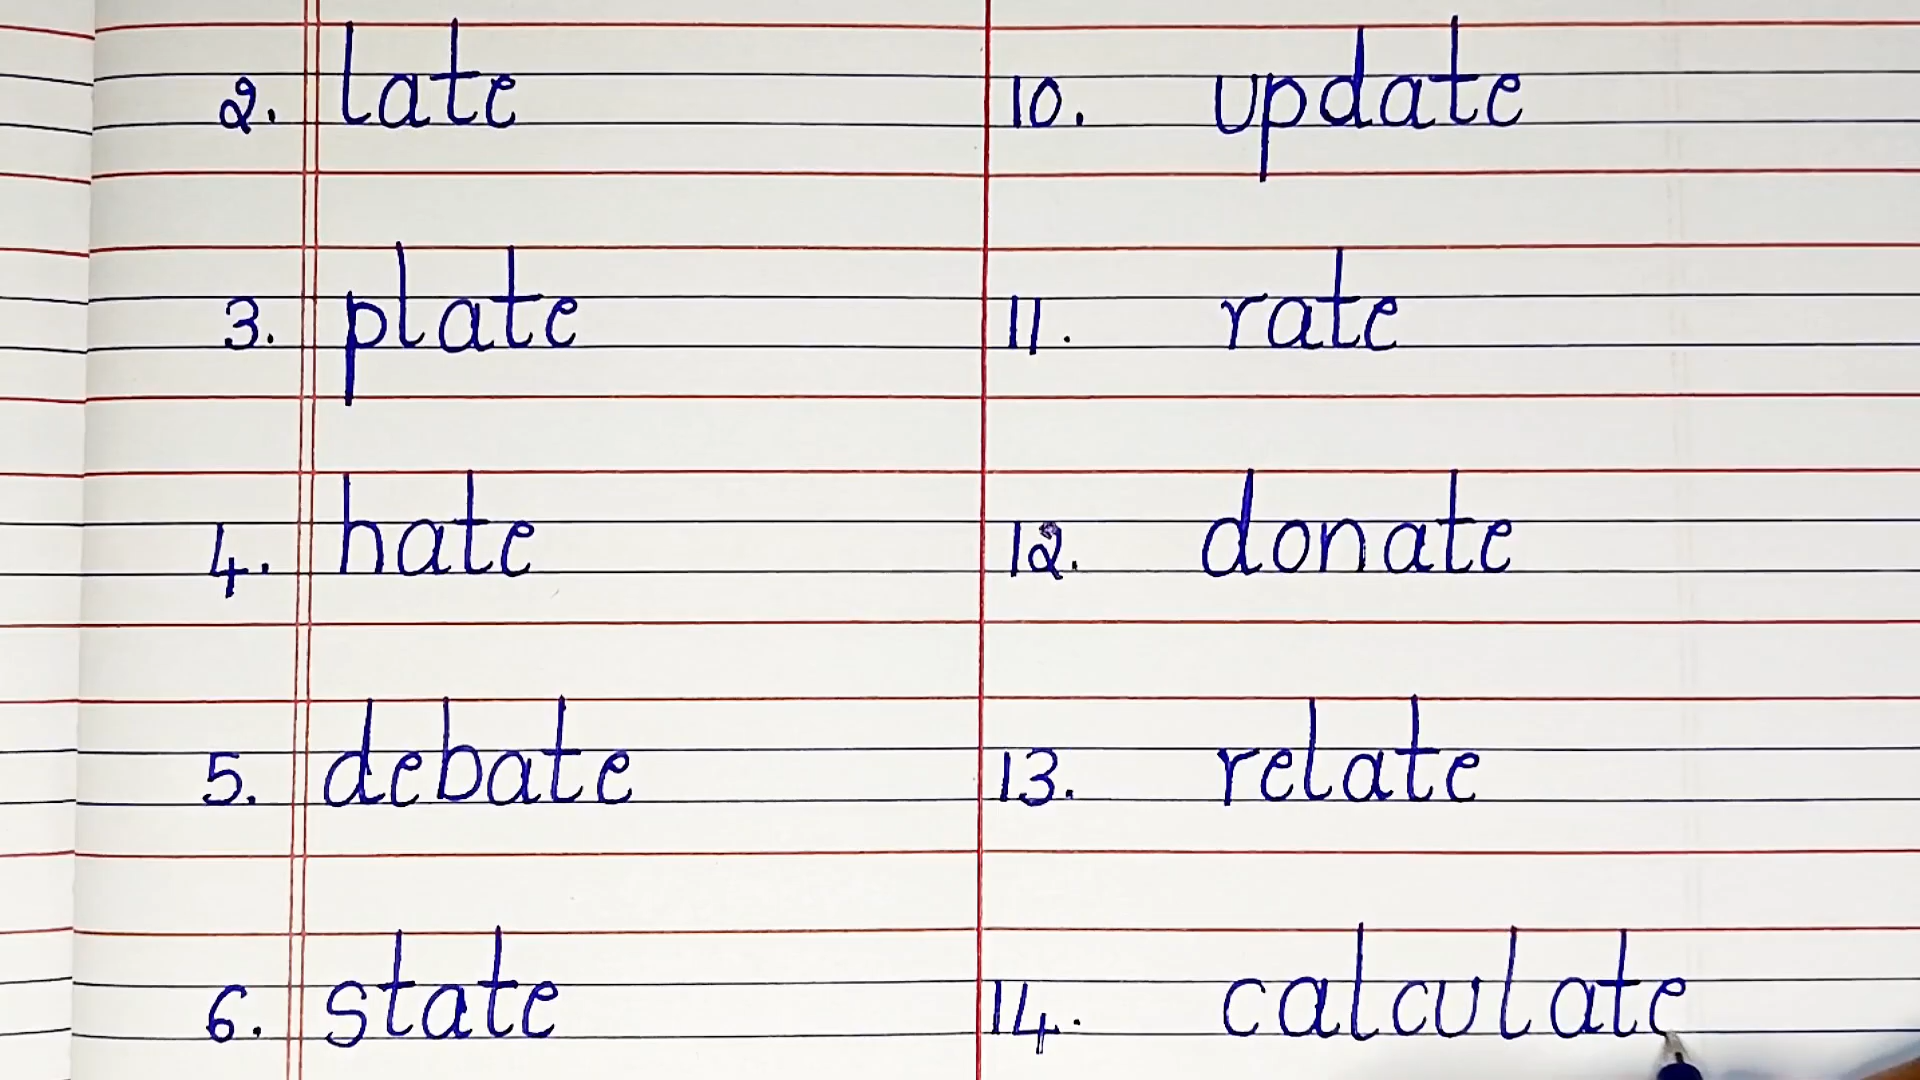 2. late
3. plate
4. hate
5. debate
6. state
10. update
11. rate
12. donate
13. relate
14. calculate